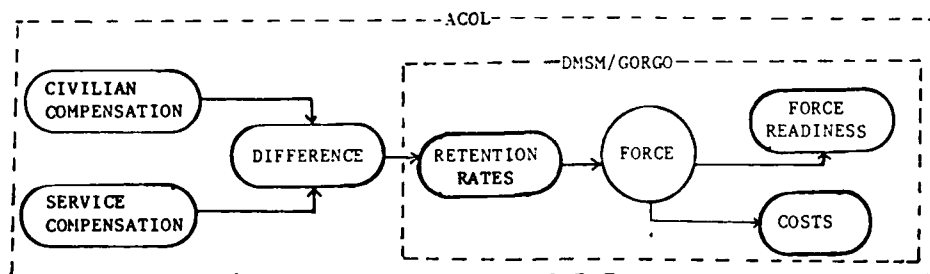 ACOL
DMSM/GORGO
CIVILIAN
COMPENSATION
DIFFERENCE
SERVICE
COMPENSATION
RETENTION
RATES
FORCE
FORCE
READINESS
COSTS